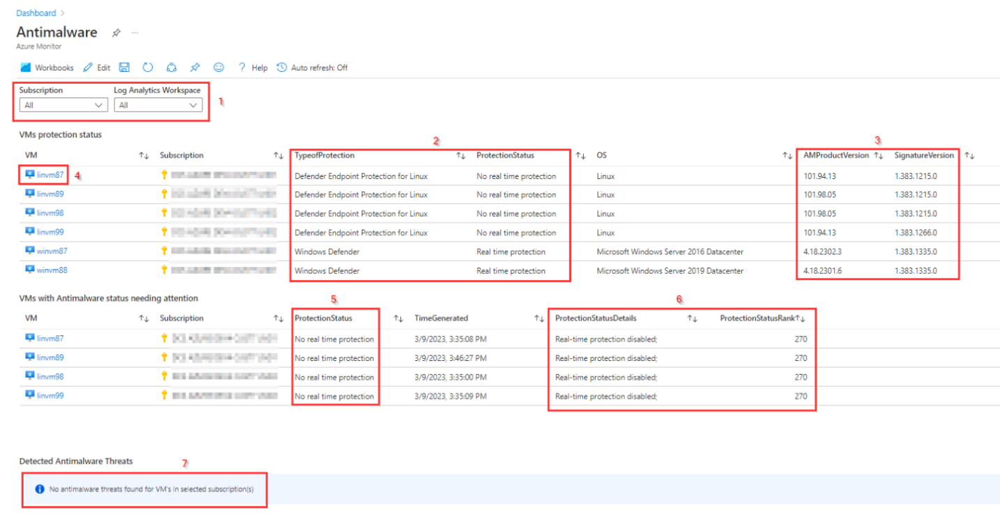 Dashboard >
Antimalware ...
Azure Monitor
Workbooks Edit ? Help Auto refresh: Off
Subscription Log Analytics Workspace
All All 1
VMs protection status
2 3
VM ↑↓ Subscription ↑↓ TypeofProtection ↑↓ ProtectionStatus ↑↓ OS ↑↓ AMProductVersion ↑↓ SignatureVersion ↑↓
linvm87 4 Defender Endpoint Protection for Linux No real time protection Linux 101.94.13 1.383.1215.0
linvm89 Defender Endpoint Protection for Linux No real time protection Linux 101.98.05 1.383.1215.0
linvm98 Defender Endpoint Protection for Linux No real time protection Linux 101.98.05 1.383.1215.0
linvm99 Defender Endpoint Protection for Linux No real time protection Linux 101.94.13 1.383.1266.0
winvm87 Windows Defender Real time protection Microsoft Windows Server 2016 Datacenter 4.18.2302.3 1.383.1335.0
winvm88 Windows Defender Real time protection Microsoft Windows Server 2019 Datacenter 4.18.2301.6 1.383.1335.0
VMs with Antimalware status needing attention 5 6
VM ↑↓ Subscription ↑↓ ProtectionStatus ↑↓ TimeGenerated ↑↓ ProtectionStatusDetails ↑↓ ProtectionStatusRank↑↓
linvm87 No real time protection 3/9/2023, 3:35:08 PM Real-time protection disabled; 270
linvm89 No real time protection 3/9/2023, 3:46:27 PM Real-time protection disabled; 270
linvm98 No real time protection 3/9/2023, 3:35:00 PM Real-time protection disabled; 270
linvm99 No real time protection 3/9/2023, 3:35:09 PM Real-time protection disabled; 270
Detected Antimalware Threats 7
No antimalware threats found for VM's in selected subscription(s)